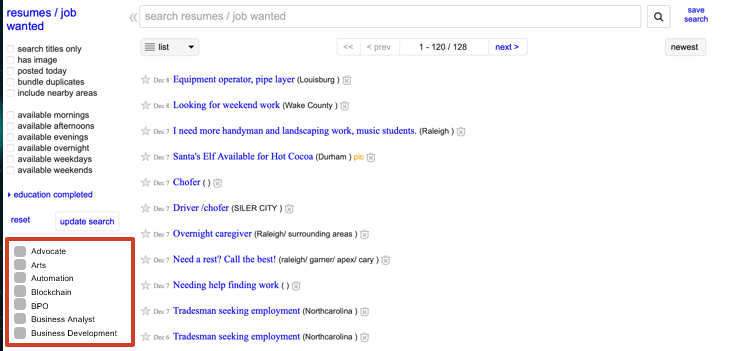 resumes / job
wanted
search titles only
has image
posted today
bundle duplicates
include nearby areas
available mornings
available afternoons
available evenings
available overnight
available weekdays
available weekends
education completed
reset
update search
Advocate
Arts
Automation
Blockchain
BPO
Business Analyst
Business Development
«
search resumes / job wanted
save
search
list
<< < prev 1 - 120 / 128 next >
newest
Dec 8 Equipment operator, pipe layer (Louisburg )
Dec 8 Looking for weekend work (Wake County )
Dec 7 I need more handyman and landscaping work, music students. (Raleigh )
Dec 7 Santa's Elf Available for Hot Cocoa (Durham ) pic
Dec 7 Chofer ( )
Dec 7 Driver /chofer (SILER CITY )
Dec 7 Overnight caregiver (Raleigh/ surrounding areas )
Dec 7 Need a rest? Call the best! (raleigh/ garner/ apex/ cary )
Dec 7 Needing help finding work ( )
Dec 7 Tradesman seeking employment (Northcarolina )
Dec 6 Tradesman seeking employment (Northcarolina )